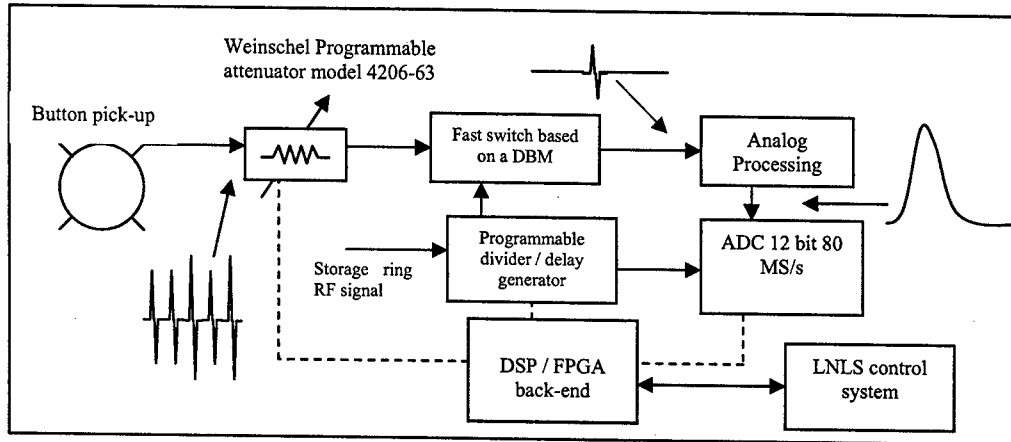 Weinschel Programmable
attenuator model 4206-63
Button pick-up
Fast switch based
on a DBM
Analog
Processing
Programmable
divider / delay
generator
ADC 12 bit 80
MS/s
Storage ring
RF signal
DSP / FPGA
back-end
LNLS control
system